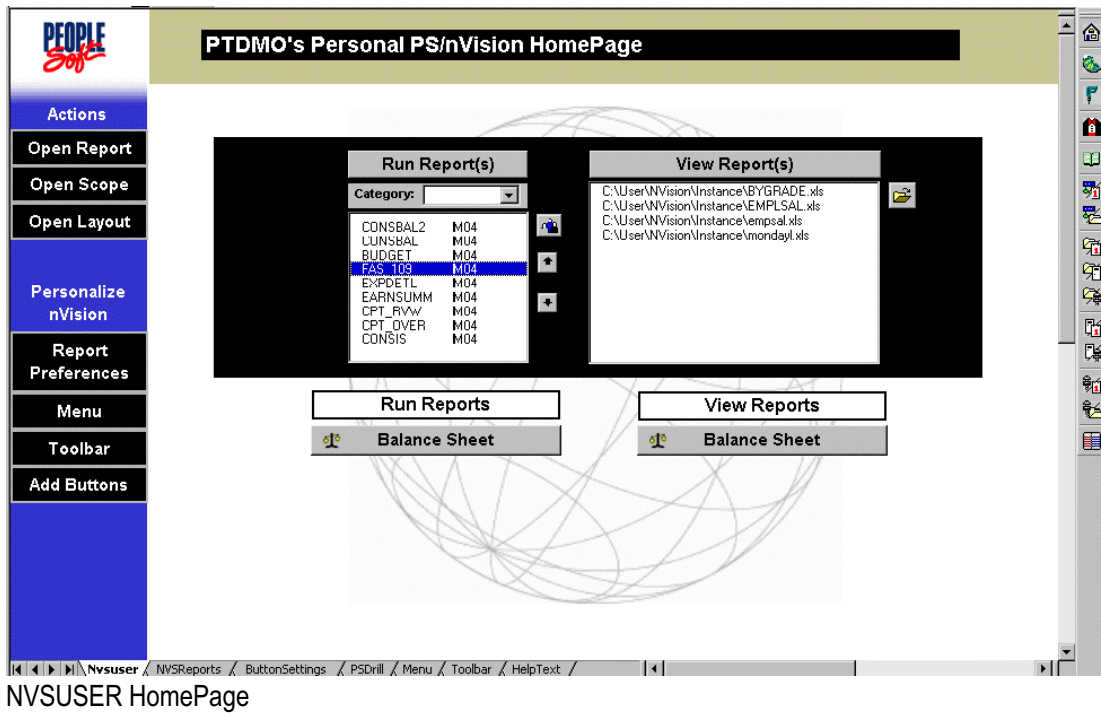 PEOPLE
Soft
PTDMO's Personal PS/nVision HomePage
Actions
Open Report
Open Scope
Open Layout
Personalize
nVision
Report
Preferences
Menu
Toolbar
Add Buttons
Run Report(s)
Category:
CONSBAL2 M04
CONSBAL M04
BUDGET M04
FAS_109 M04
EXPDETL M04
EARNSUMM M04
CPT_RVW M04
CPT_OVER M04
CONSIS M04
View Report(s)
C:\User\NVision\Instance\BYGRADE.xls
C:\User\NVision\Instance\EMPLSAL.xls
C:\User\NVision\Instance\empsal.xls
C:\User\NVision\Instance\mondayl.xls
Run Reports
Balance Sheet
View Reports
Balance Sheet
Nvsuser
NVSReports
ButtonSettings
PSDrill
Menu
Toolbar
HelpText
NVSUSER HomePage